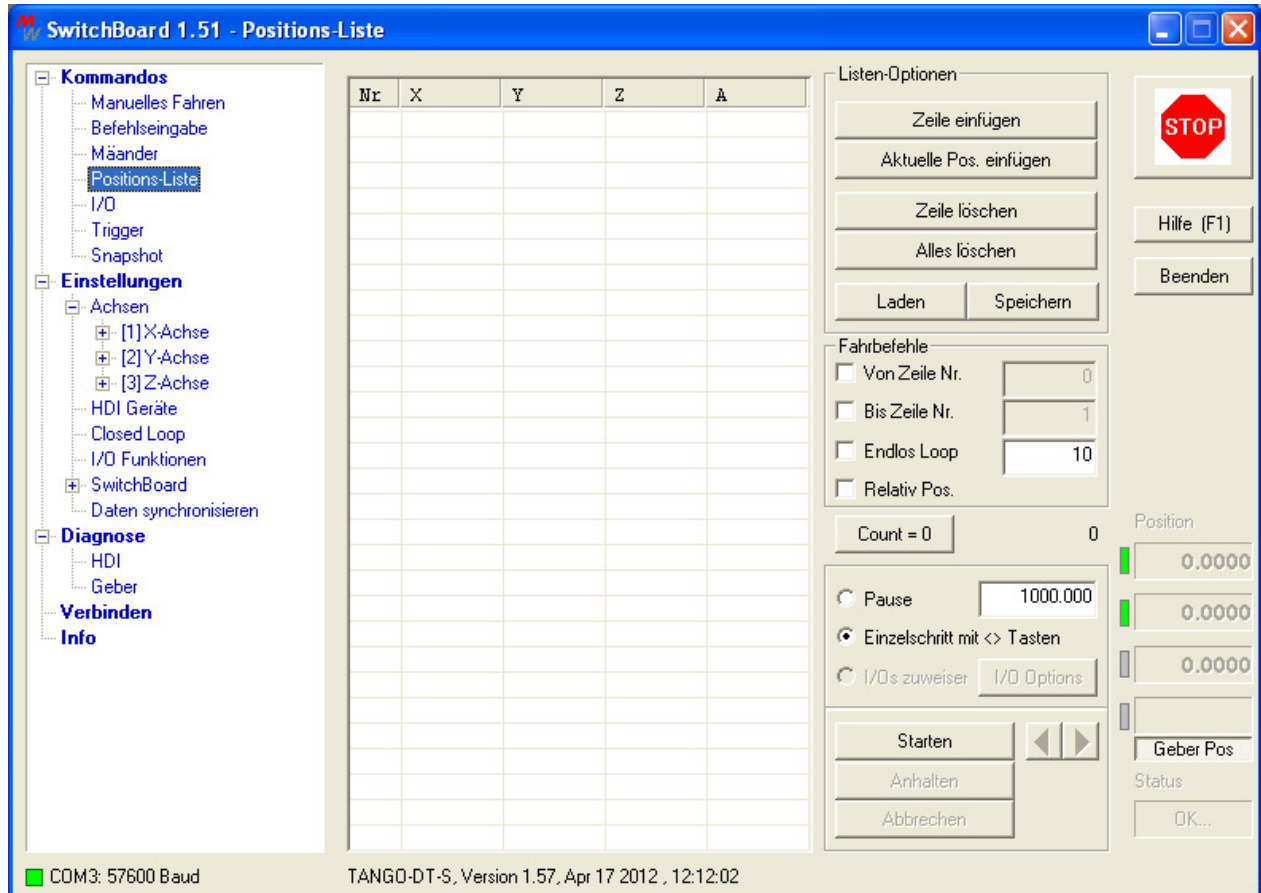 SwitchBoard 1.51 - Positions-Liste
Kommandos
Manuelles Fahren
Befehlseingabe
Mäander
Positions-Liste
I/O
Trigger
Snapshot
Einstellungen
Achsen
[1] X-Achse
[2] Y-Achse
[3] Z-Achse
HDI Geräte
Closed Loop
I/O Funktionen
SwitchBoard
Daten synchronisieren
Diagnose
HDI
Geber
Verbinden
Info
Nr X Y Z A
Listen-Optionen
Zeile einfügen
Aktuelle Pos. einfügen
Zeile löschen
Alles löschen
Laden Speichern
Fahrbefehle
Von Zeile Nr. 0
Bis Zeile Nr. 1
Endlos Loop 10
Relativ Pos.
Count = 0 0
Pause 1000.000
Einzelschritt mit <> Tasten
I/Os zuweiser I/O Options
Starten
Anhalten
Abbrechen
STOP
Hilfe (F1)
Beenden
Position
0.0000
0.0000
0.0000
Geber Pos
Status
OK...
COM3: 57600 Baud
TANGO-DT-S, Version 1.57, Apr 17 2012 , 12:12:02